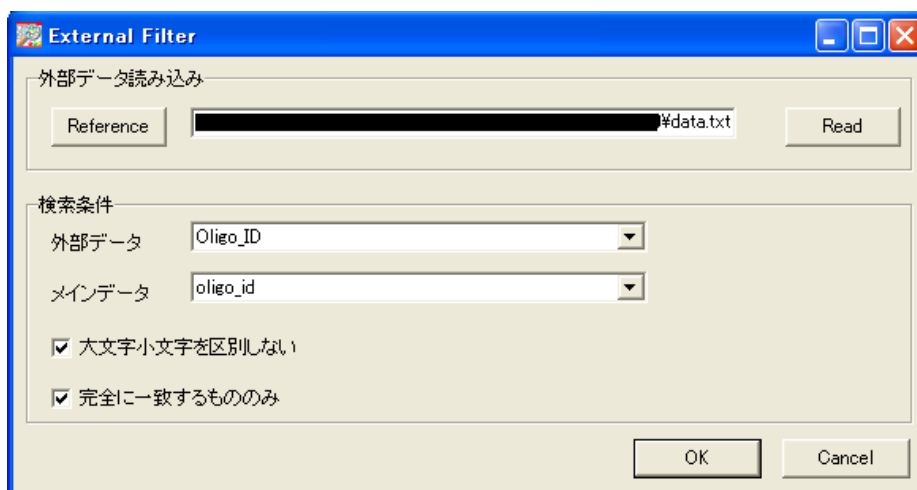 External Filter
外部データ読み込み
Reference
¥data.txt
Read
検索条件
外部データ
Oligo_ID
メインデータ
oligo_id
大文字小文字を区別しない
完全に一致するもののみ
OK
Cancel